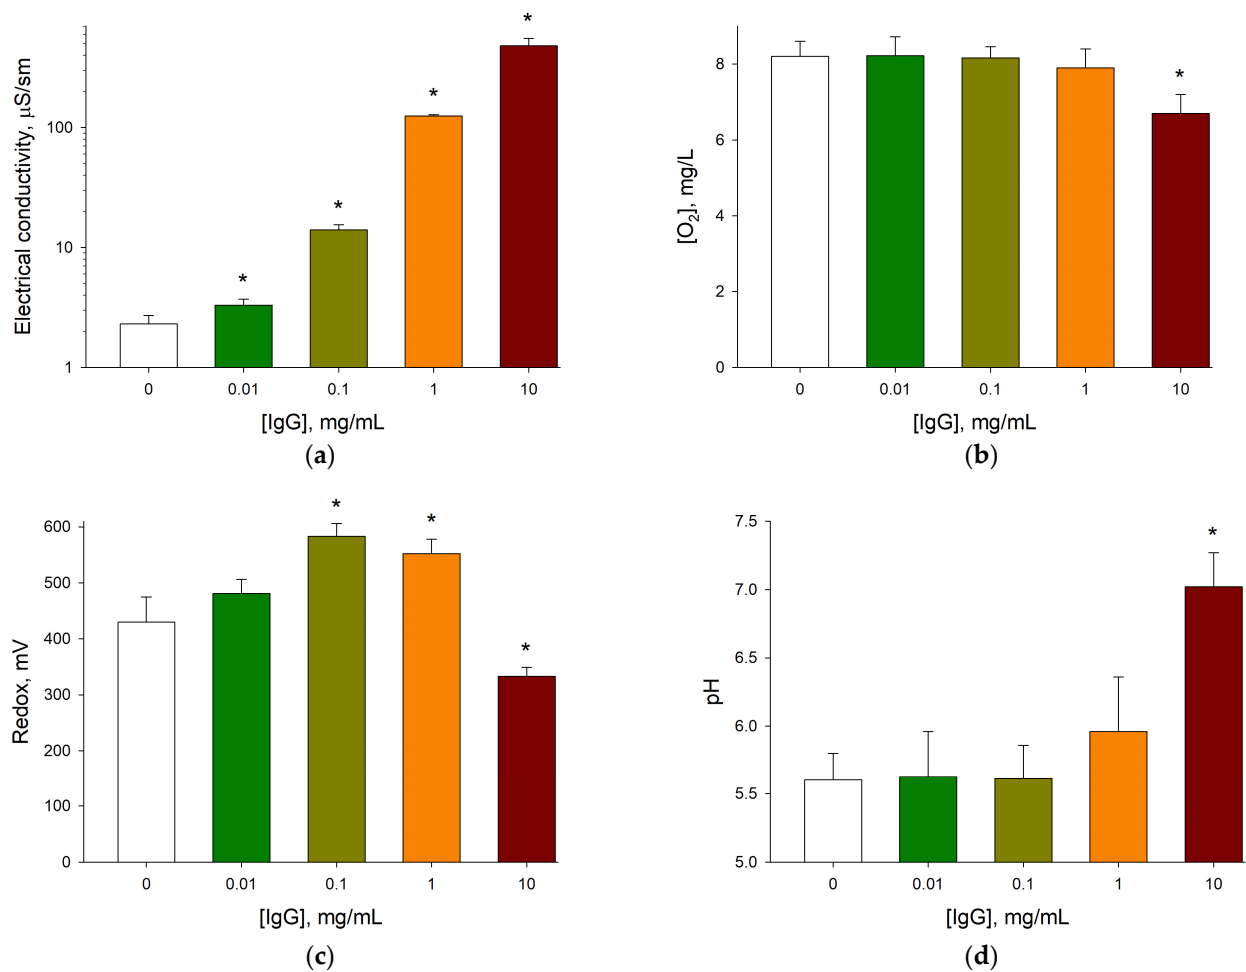 Electrical conductivity, μS/sm
100
10
1
*
*
*
*
0 0.01 0.1 1 10
[IgG], mg/mL
(a)
[O2], mg/L
8
6
4
2
0
*
0 0.01 0.1 1 10
[IgG], mg/mL
(b)
Redox, mV
600
500
400
300
200
100
0
*
*
*
0 0.01 0.1 1 10
[IgG], mg/mL
(c)
pH
7.5
7.0
6.5
6.0
5.5
5.0
*
0 0.01 0.1 1 10
[IgG], mg/mL
(d)